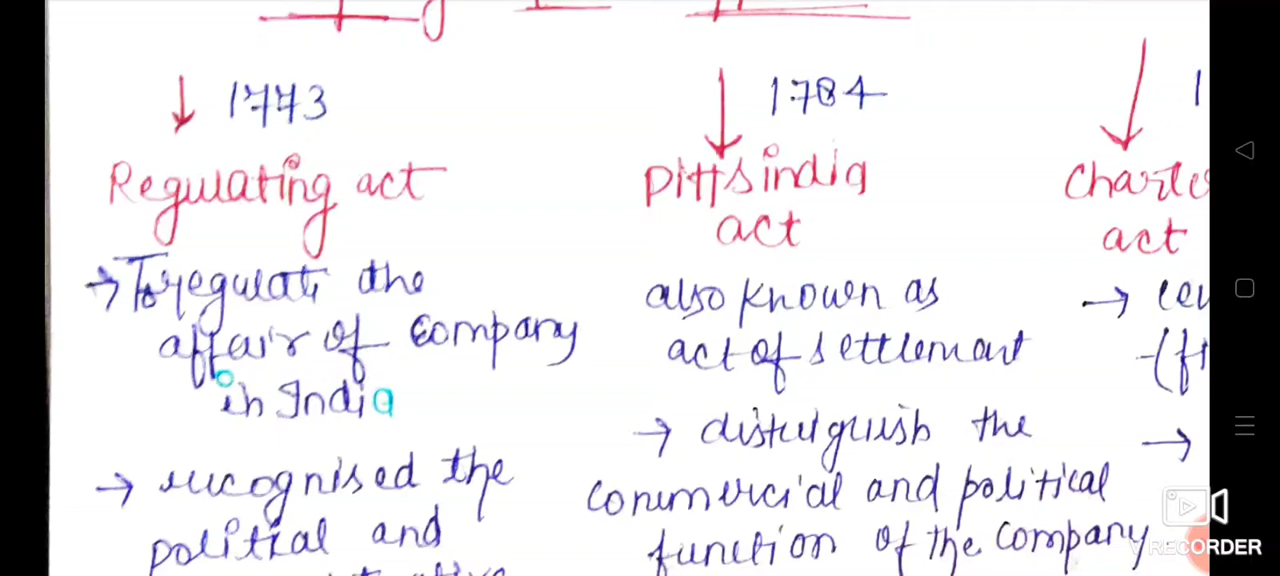 1773
Regulating act
→ To regulate the
affair of company
in India
→ recognised the
political and
1784
Pitts india
act
also known as
act of settlement
→ distinguish the
commercial and political
function of the company
act
→
→
RECORDER